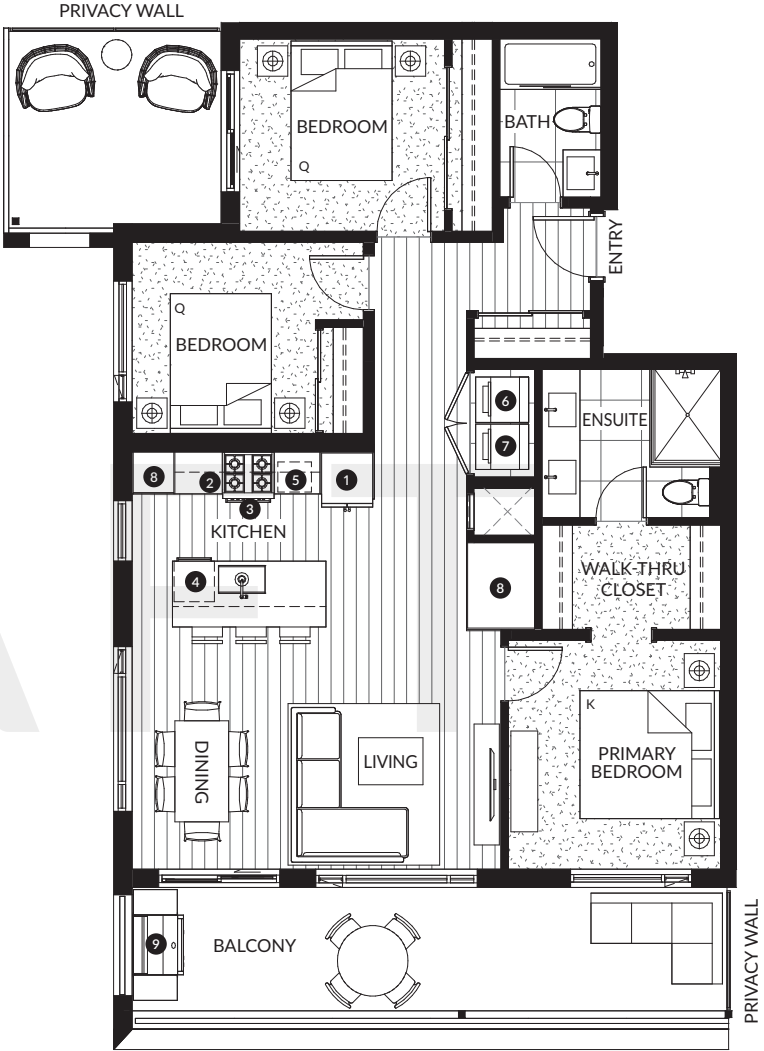 PRIVACY WALL
BEDROOM
Q
BATH
ENTRY
Q
BEDROOM
6
7
ENSUITE
8
2
3
5
1
KITCHEN
4
8
WALK-THRU
CLOSET
K
PRIMARY
BEDROOM
DINING
LIVING
9
BALCONY
PRIVACY WALL